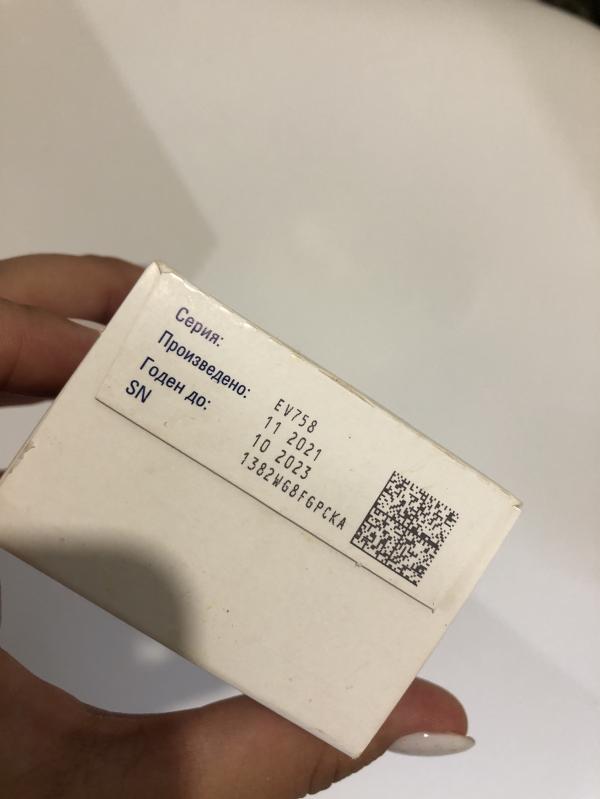 Серия: EV758
Произведено: 11 2021
Годен до: 10 2023
SN 1382WG8FGPCKA